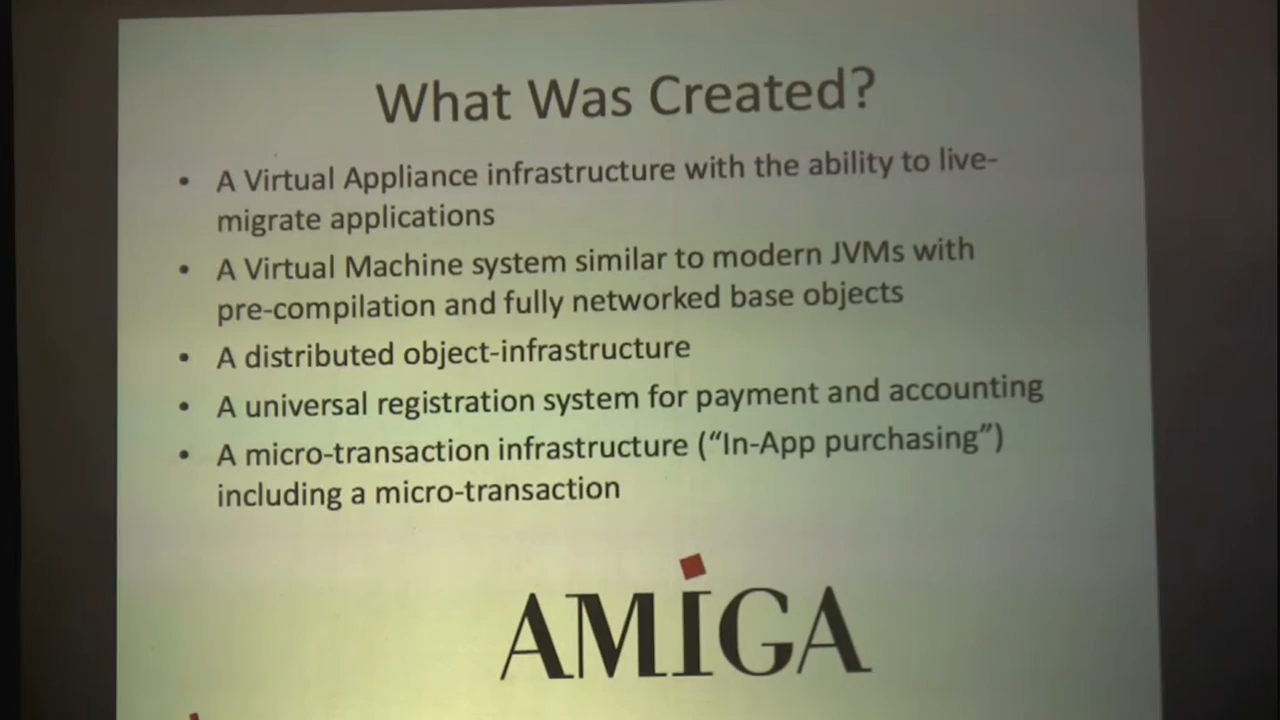 What Was Created?
• A Virtual Appliance infrastructure with the ability to live-
migrate applications
• A Virtual Machine system similar to modern JVMs with
pre-compilation and fully networked base objects
• A distributed object-infrastructure
• A universal registration system for payment and accounting
• A micro-transaction infrastructure (“In-App purchasing”)
including a micro-transaction
AMIGA